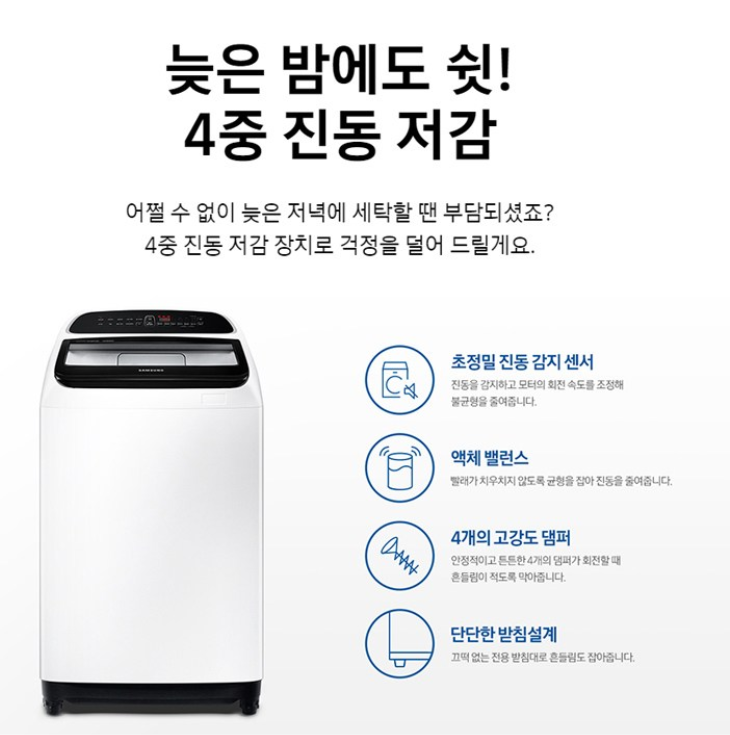 늦은 밤에도 쉿!
4중 진동 저감
어쩔 수 없이 늦은 저녁에 세탁할 땐 부담되셨죠?
4중 진동 저감 장치로 걱정을 덜어 드릴게요.
SAMSUNG
초정밀 진동 감지 센서
진동을 감지하고 모터의 회전 속도를 조정해
불균형을 줄여줍니다.
액체 밸런스
빨래가 치우치지 않도록 균형을 잡아 진동을 줄여줍니다.
4개의 고강도 댐퍼
안정적이고 튼튼한 4개의 댐퍼가 회전할 때
흔들림이 적도록 막아줍니다.
단단한 받침설계
끄떡 없는 전용 받침대로 흔들림도 잡아줍니다.